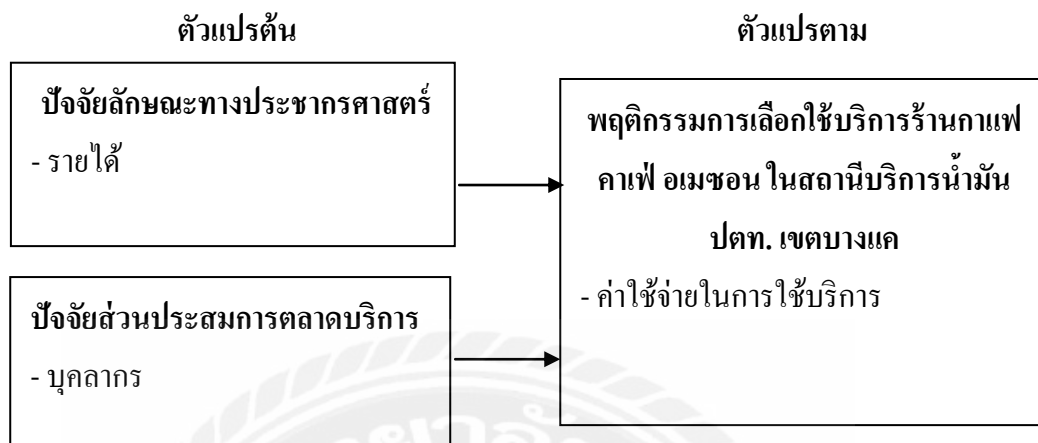 ตัวแปรต้น
ตัวแปรตาม
ปัจจัยลักษณะทางประชากรศาสตร์
- รายได้
พฤติกรรมการเลือกใช้บริการร้านกาแฟ
คาเฟ่ อเมซอน ในสถานีบริการน้ำมัน
ปตท. เขตบางแค
- ค่าใช้จ่ายในการใช้บริการ
ปัจจัยส่วนประสมการตลาดบริการ
- บุคลากร